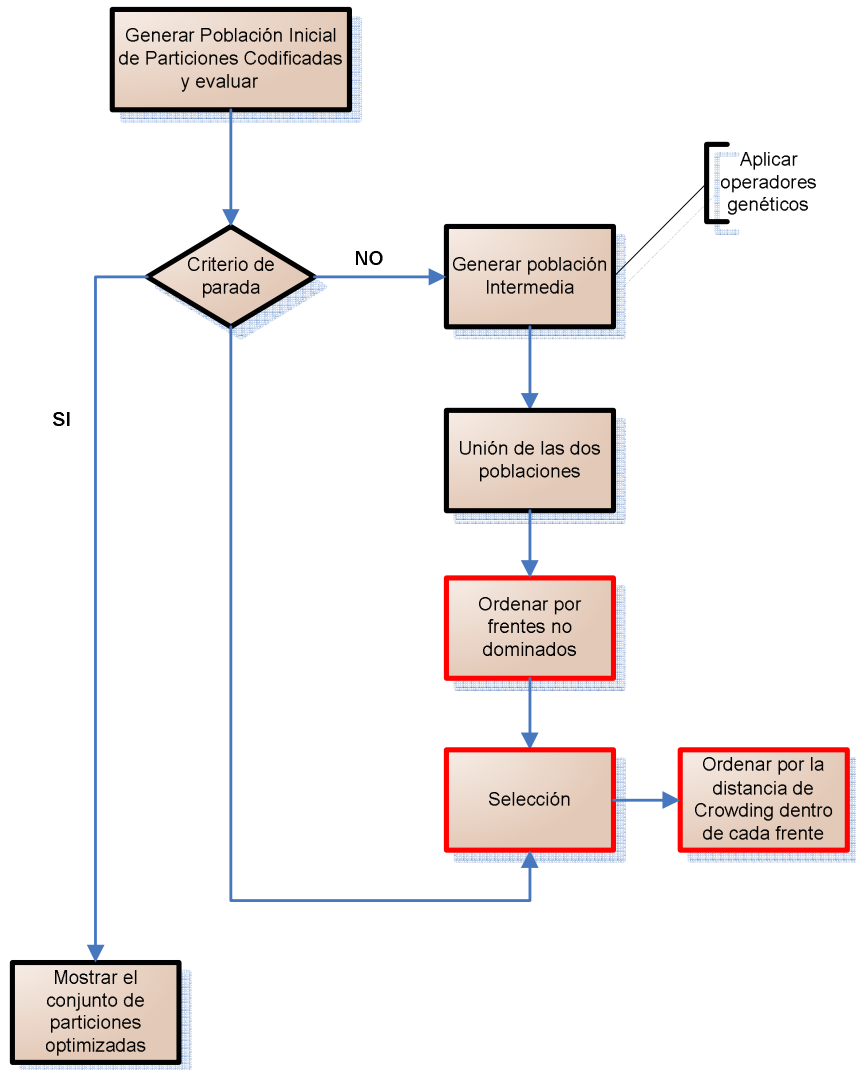 Generar Población Inicial
de Particiones Codificadas
y evaluar
Aplicar
operadores
genéticos
Criterio de
parada
NO
Generar población
Intermedia
SI
Unión de las dos
poblaciones
Ordenar por
frentes no
dominados
Selección
Ordenar por la
distancia de
Crowding dentro
de cada frente
Mostrar el
conjunto de
particiones
optimizadas